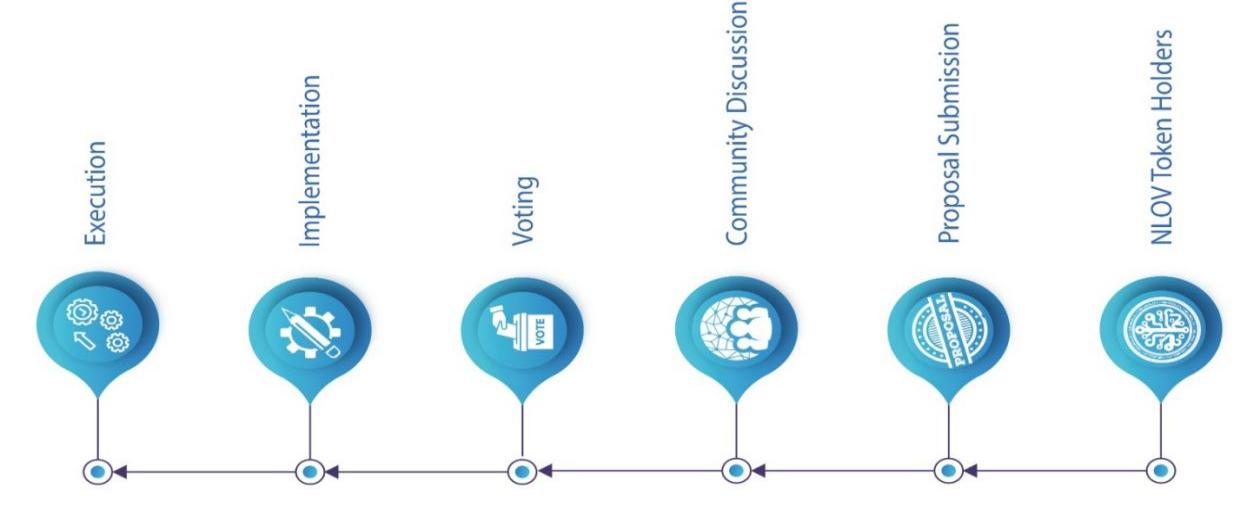 Execution
Implementation
Voting
Community Discussion
Proposal Submission
NLOV Token Holders
VOTE
PROPOSAL